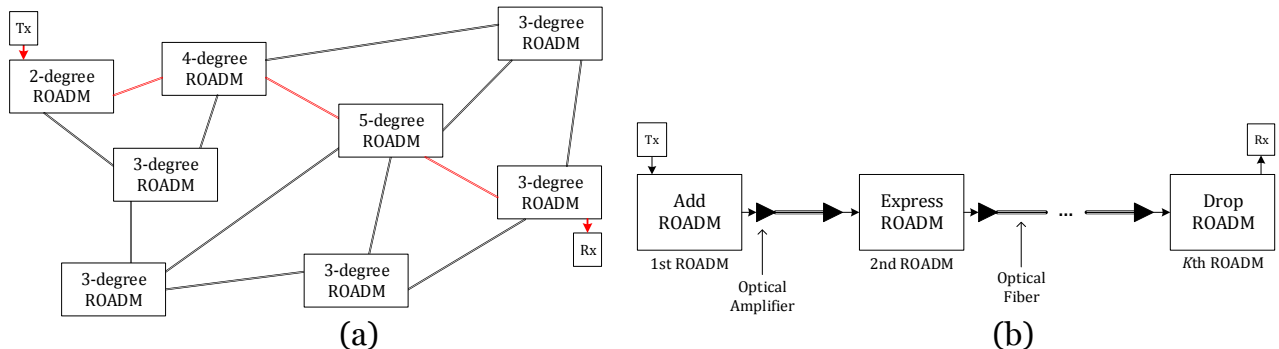 Tx
2-degree
ROADM
4-degree
ROADM
3-degree
ROADM
5-degree
ROADM
3-degree
ROADM
3-degree
ROADM
Rx
3-degree
ROADM
3-degree
ROADM
(a)
Tx
Rx
Add
ROADM
Express
ROADM
...
Drop
ROADM
1st ROADM
2nd ROADM
Kth ROADM
Optical
Amplifier
Optical
Fiber
(b)